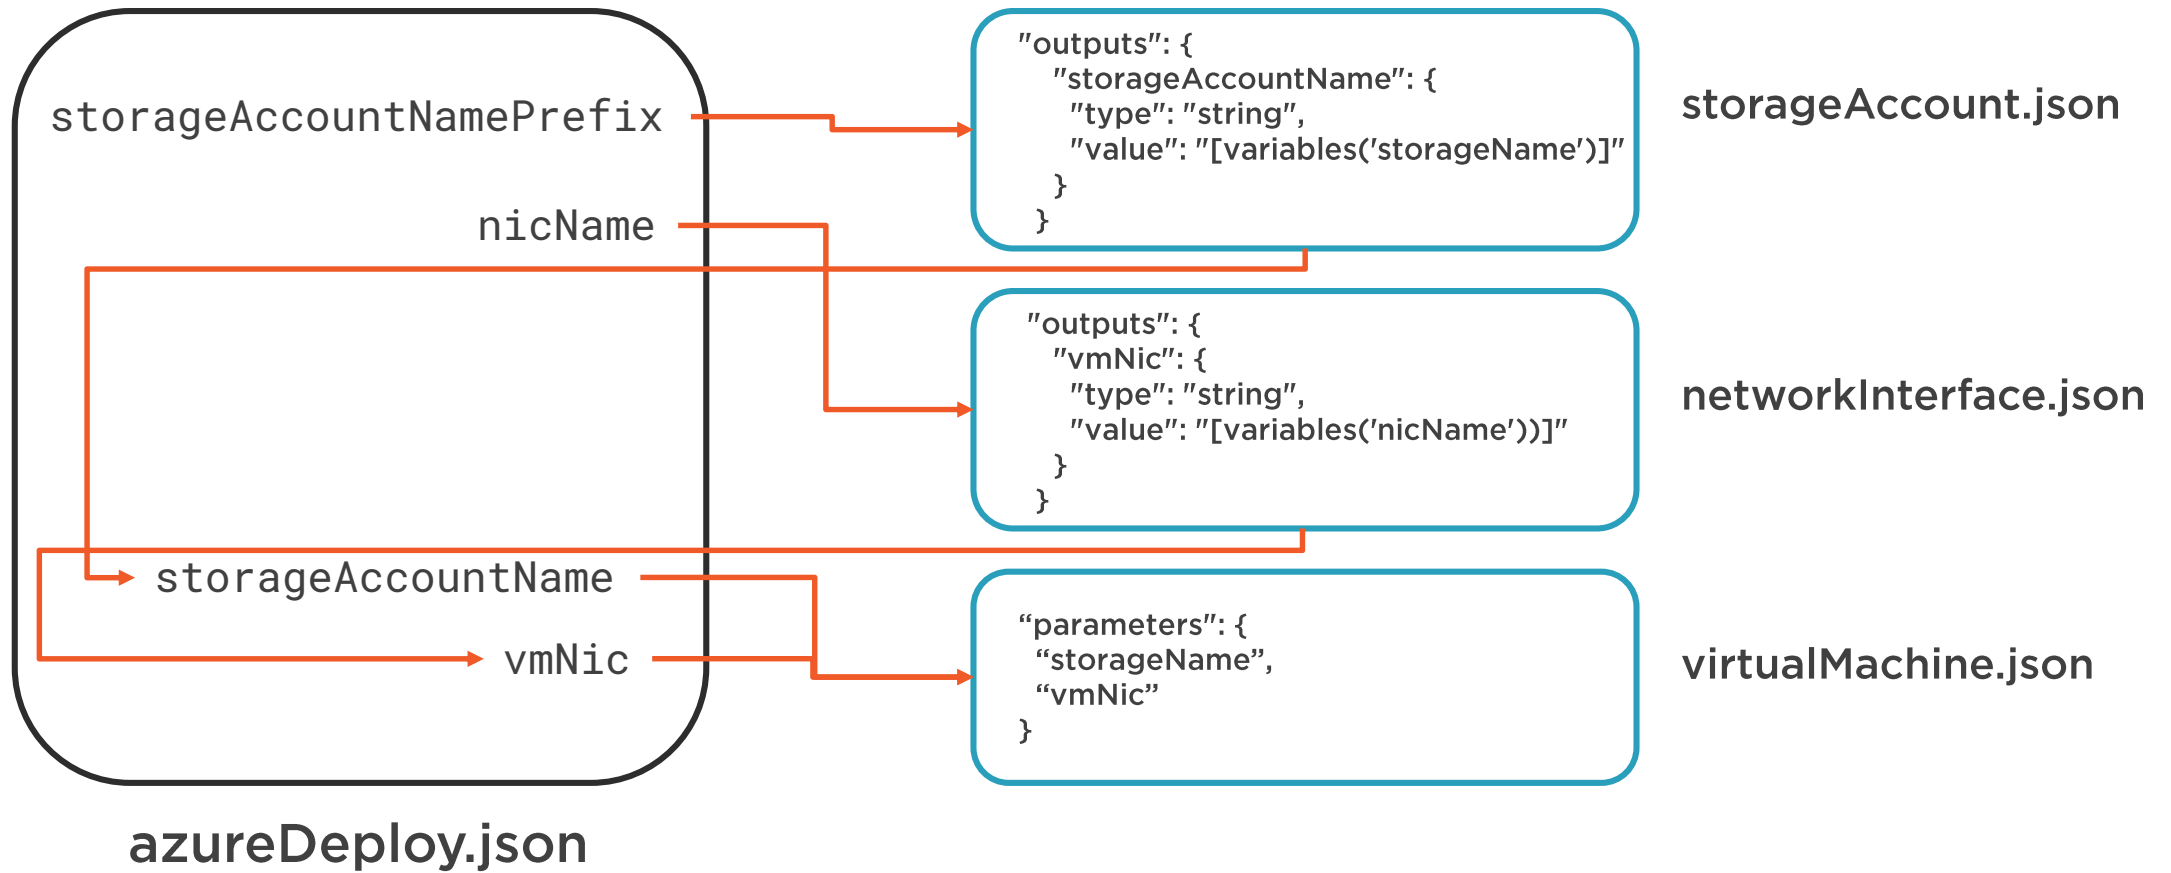 storageAccountNamePrefix
nicName
storageAccountName
vmNic
azureDeploy.json
"outputs": {
"storageAccountName": {
"type": "string",
"value": "[variables('storageName')]"
}
}
storageAccount.json
"outputs": {
"vmNic": {
"type": "string",
"value": "[variables('nicName'))]"
}
}
networkInterface.json
“parameters": {
“storageName”,
“vmNic”
}
virtualMachine.json